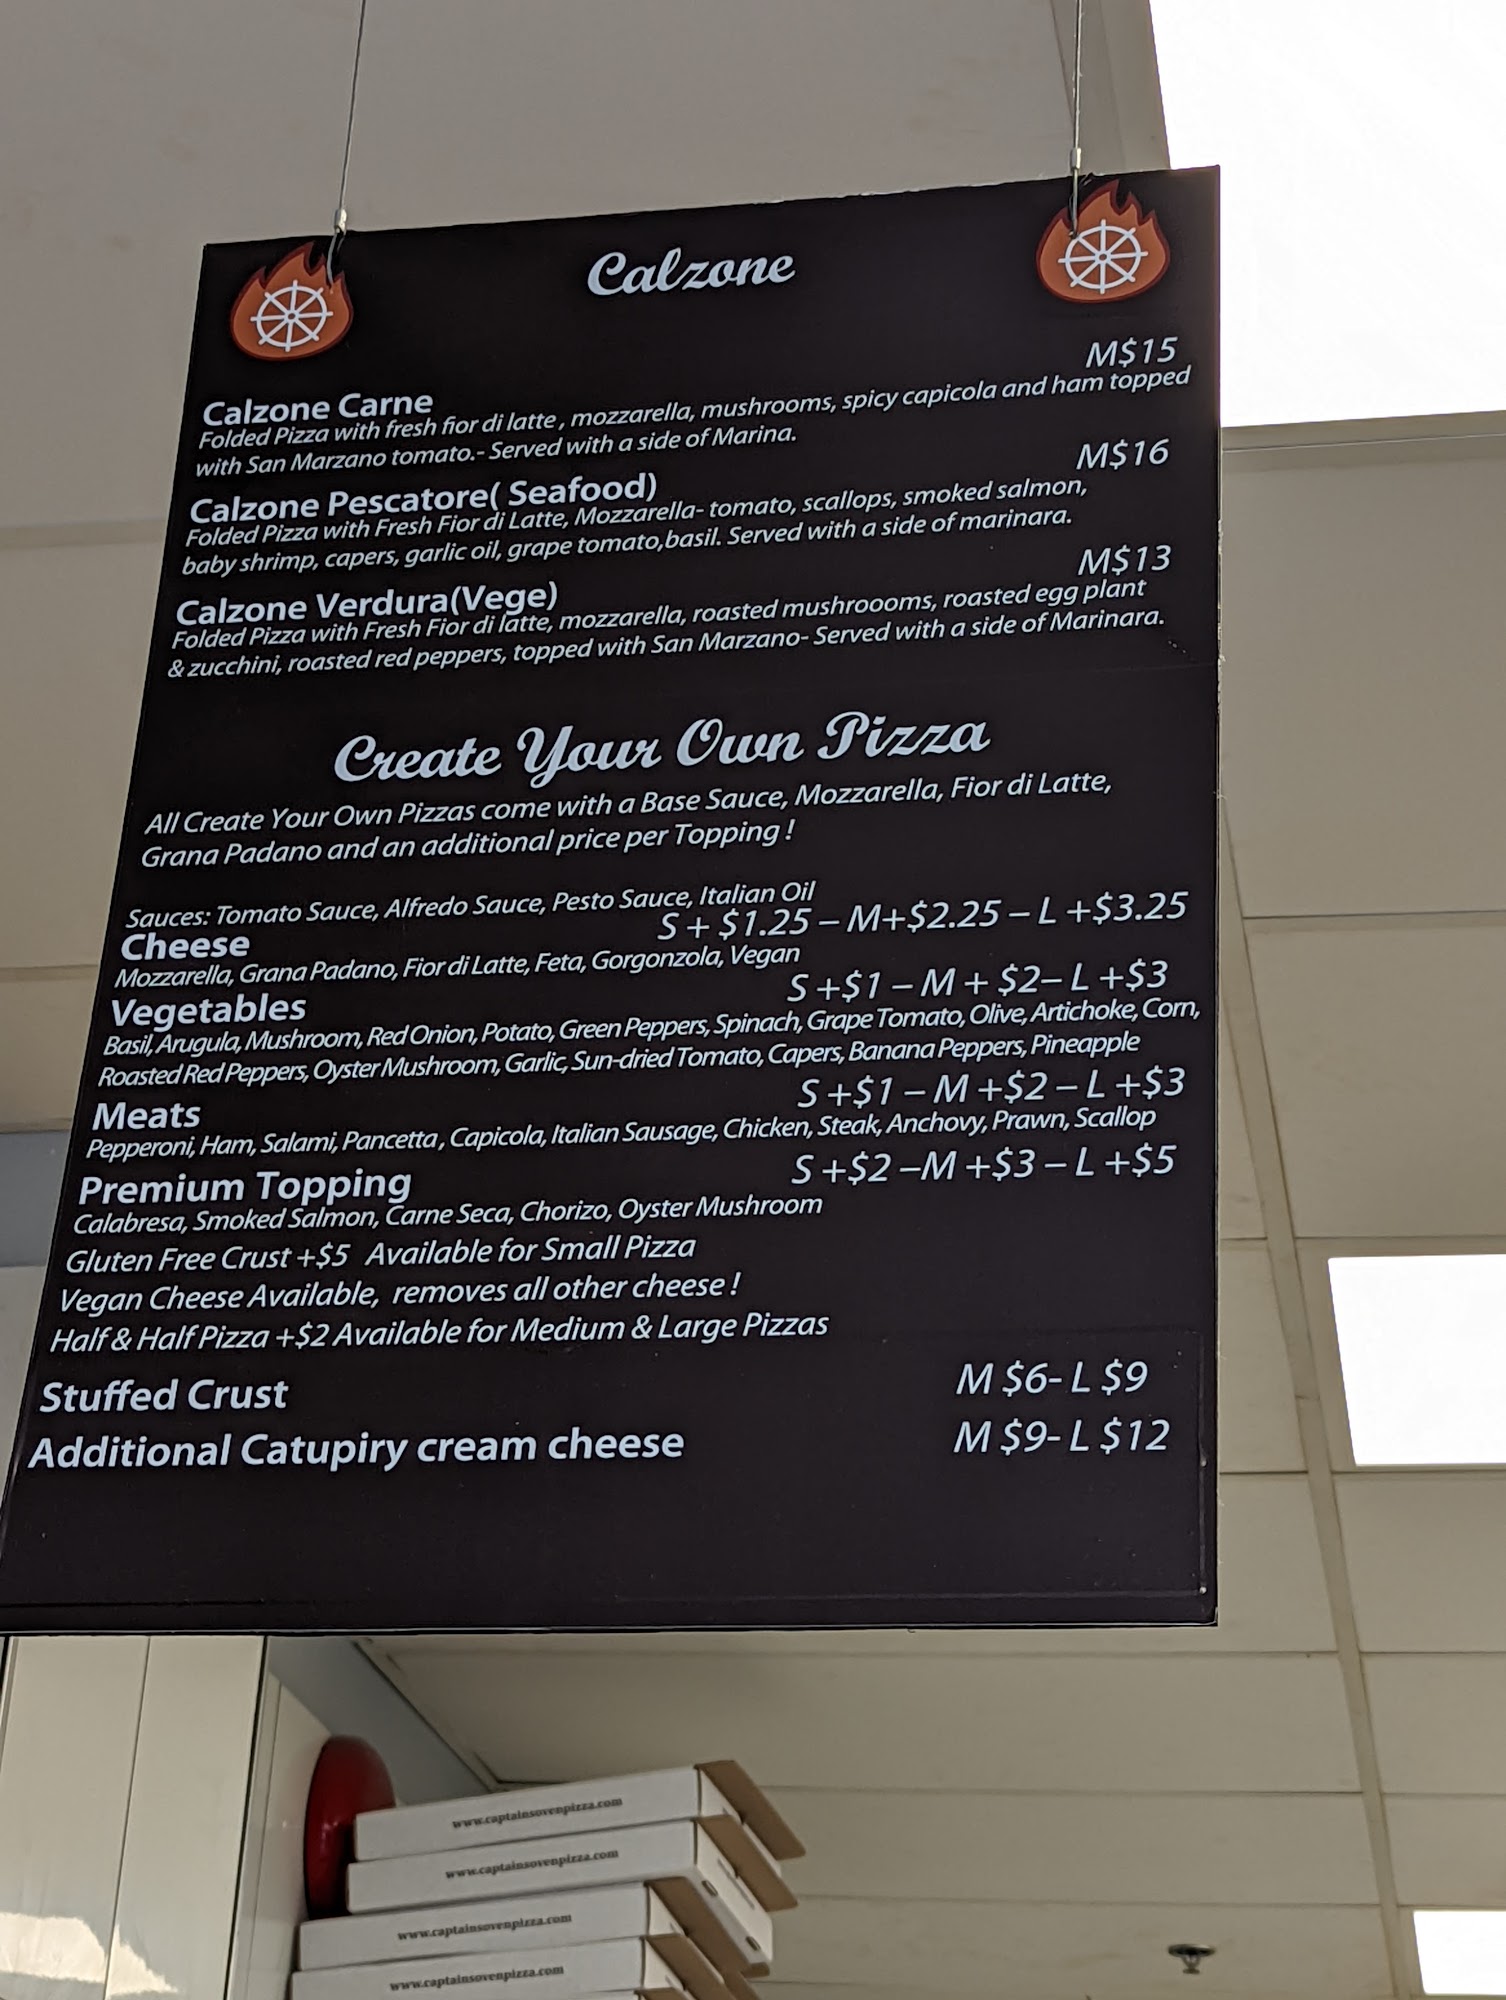 Calzone
M$15
Calzone Carne
Folded Pizza with fresh fior di latte , mozzarella, mushrooms, spicy capicola and ham topped
with San Marzano tomato.- Served with a side of Marina.
M$16
Calzone Pescatore( Seafood)
Folded Pizza with Fresh Fior di Latte, Mozzarella- tomato, scallops, smoked salmon,
baby shrimp, capers, garlic oil, grape tomato,basil. Served with a side of marinara.
M$13
Calzone Verdura(Vege)
Folded Pizza with Fresh Fior di latte, mozzarella, roasted mushroooms, roasted egg plant
& zucchini, roasted red peppers, topped with San Marzano- Served with a side of Marinara.
Create Your Own Pizza
All Create Your Own Pizzas come with a Base Sauce, Mozzarella, Fior di Latte,
Grana Padano and an additional price per Topping !
Sauces: Tomato Sauce, Alfredo Sauce, Pesto Sauce, Italian Oil
Cheese S + $1.25 – M+$2.25 – L +$3.25
Mozzarella, Grana Padano, Fior di Latte, Feta, Gorgonzola, Vegan
Vegetables S +$1 – M + $2– L +$3
Basil, Arugula, Mushroom, Red Onion, Potato, Green Peppers, Spinach, Grape Tomato, Olive, Artichoke, Corn,
Roasted Red Peppers, Oyster Mushroom, Garlic, Sun-dried Tomato, Capers, Banana Peppers, Pineapple
Meats S +$1 – M +$2 – L +$3
Pepperoni, Ham, Salami, Pancetta , Capicola, Italian Sausage, Chicken, Steak, Anchovy, Prawn, Scallop
Premium Topping S +$2 –M +$3 – L +$5
Calabresa, Smoked Salmon, Carne Seca, Chorizo, Oyster Mushroom
Gluten Free Crust +$5 Available for Small Pizza
Vegan Cheese Available, removes all other cheese !
Half & Half Pizza +$2 Available for Medium & Large Pizzas
Stuffed Crust M $6- L $9
Additional Catupiry cream cheese M $9- L $12
www.captainsovenpizza.com
www.captainsovenpizza.com
www.captainsovenpizza.com
www.captainsovenpizza.com